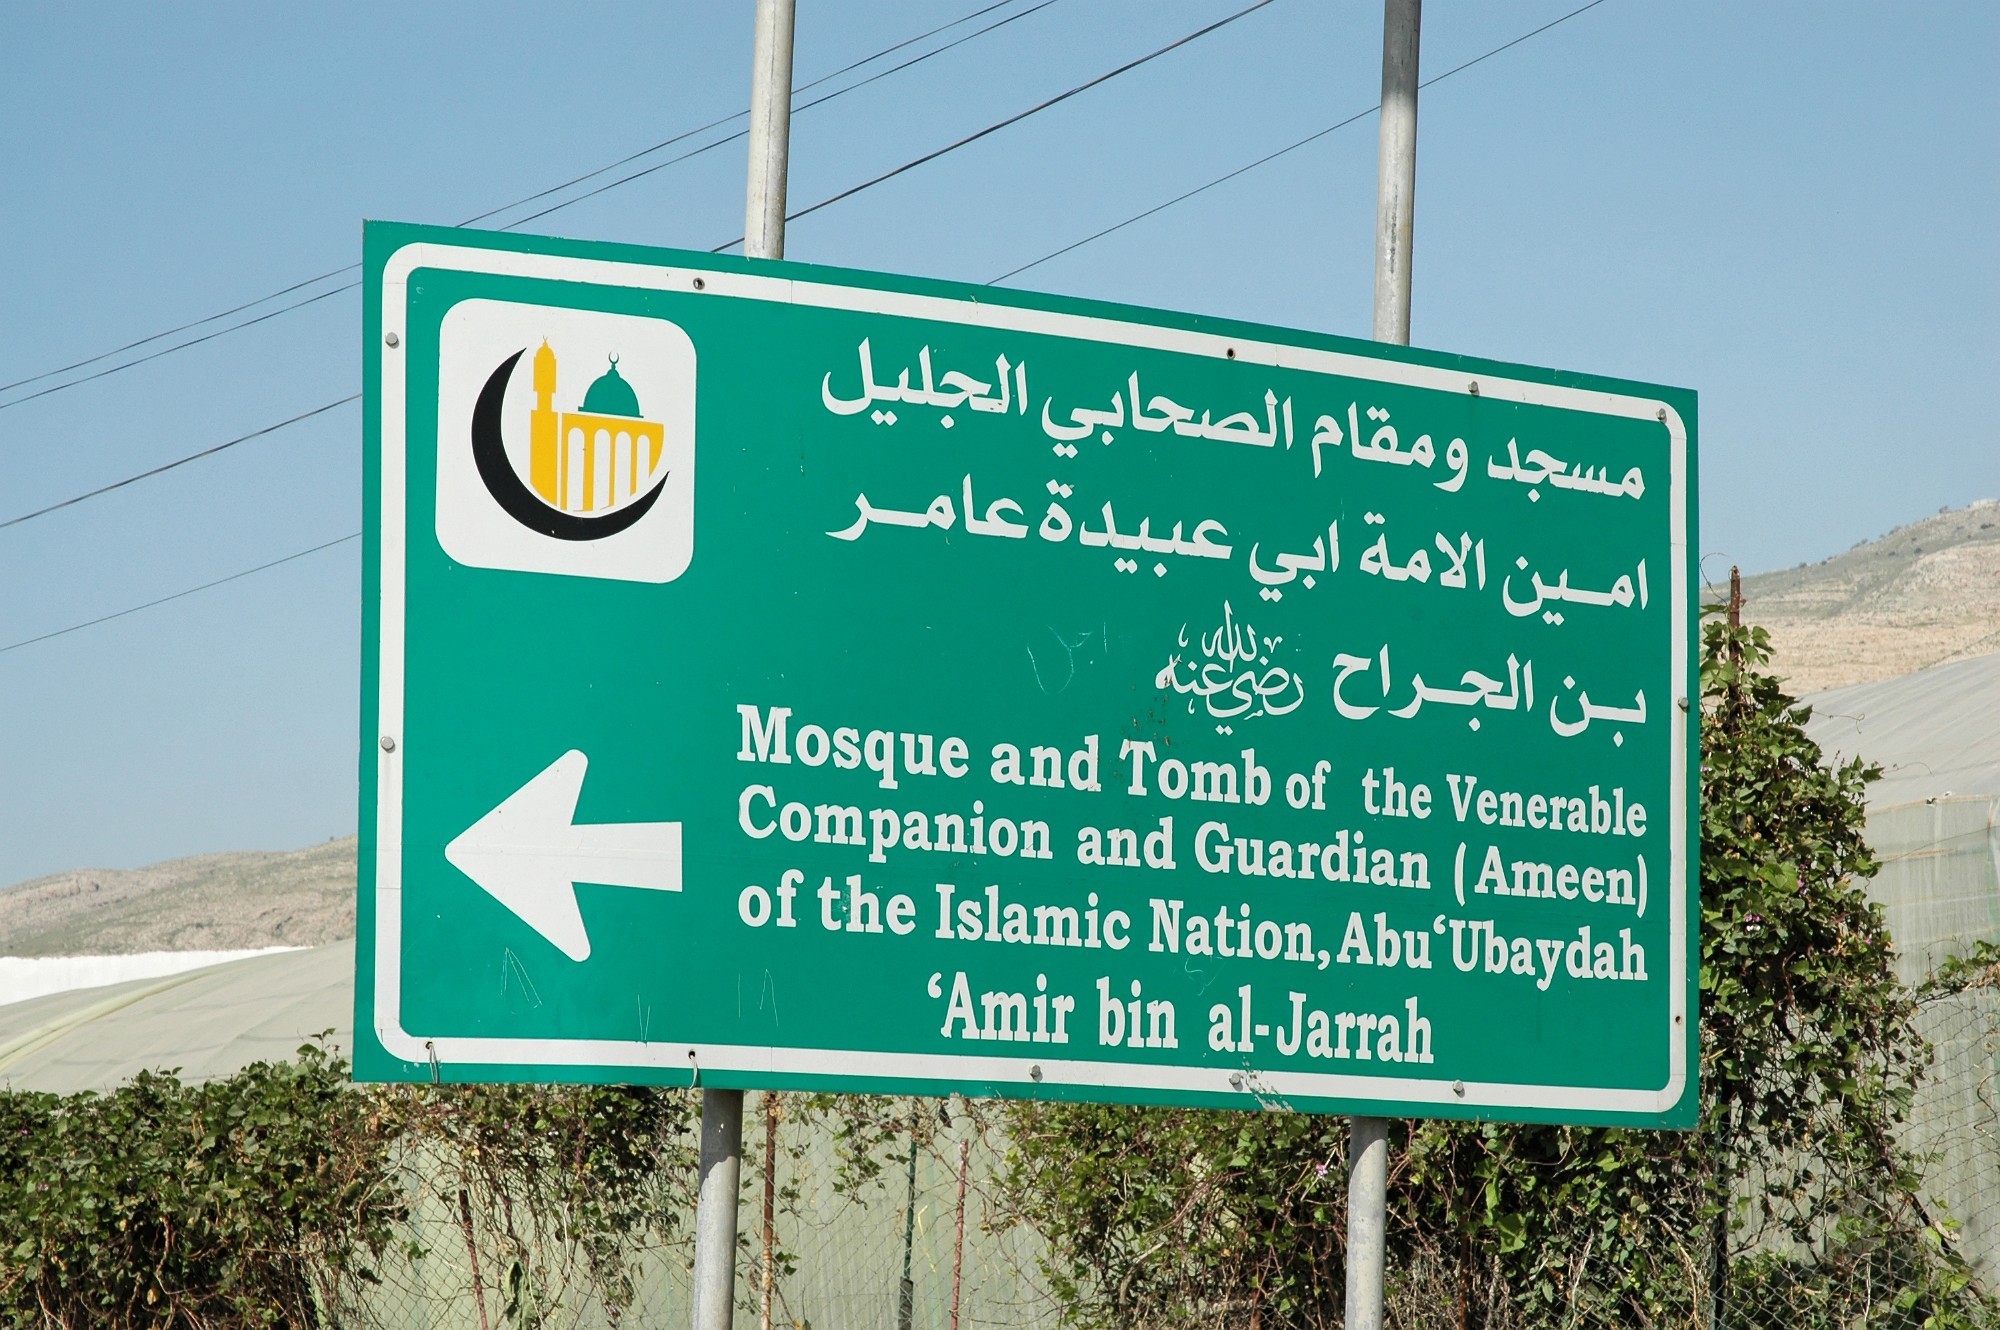 مسجد ومقام الصحابي الجليل
امين الامة ابي عبيدة عامر
بن الجراح رضي الله عنه
Mosque and Tomb of the Venerable
Companion and Guardian (Ameen)
of the Islamic Nation, Abu ‘Ubaydah
‘Amir bin al-Jarrah